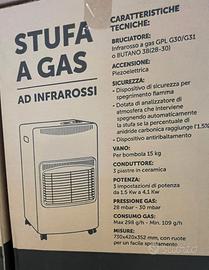 STUFA
A GAS
AD INFRAROSSI
CARATTERISTICHE
TECNICHE:
BRUCIATORE:
Infrarosso a gas GPL G30/G31
o BUTANO 3B(28-30)
ACCENSIONE:
Piezoelettrica
SICUREZZA:
- Dispositivo di sicurezza per
spegnimento fiamma
- Dotata di analizzatore di
atmosfera che interviene
spegnendo automaticamente
la stufa se la percentuale di
anidride carbonica raggiunge l'1.5%
VANO:
Per bombola 15 kg
CONDUTTORE:
3 piastre in ceramica
POTENZA:
3 impostazioni di potenza
da 1.5 Kw a 4.1 Kw
PRESSIONE GAS:
28 mbar - 30 mbar
CONSUMO GAS:
Max 298 g/h - Min. 109 g/h
MISURE:
730x420x352 mm, con ruote
per un facile spostamento